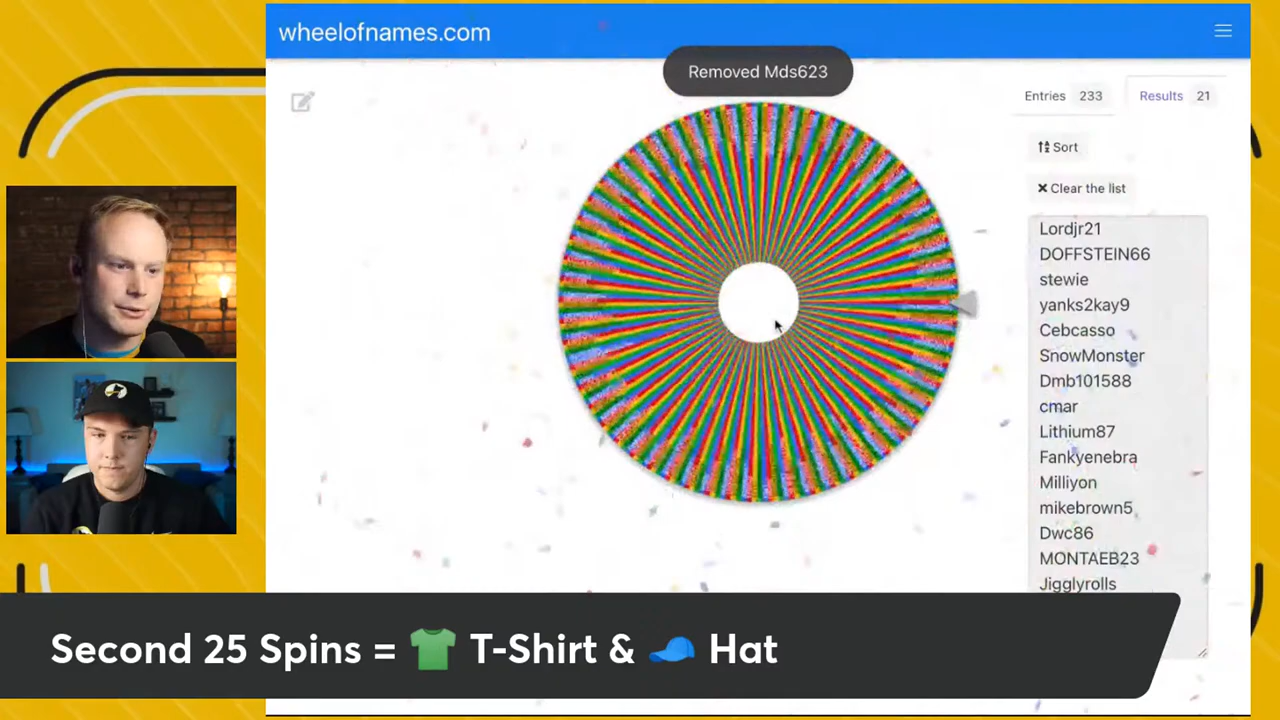 wheelofnames.com
Removed Mds623
Entries 233
Results 21
Sort
Clear the list
Lordjr21
DOFFSTEIN66
stewie
yanks2kay9
Cebcasso
SnowMonster
Dmb101588
cmar
Lithium87
Fankyenebra
Milliyon
mikebrown5
Dwc86
MONTAEB23
Jigglyrolls
Second 25 Spins = 👕 T-Shirt & 🧢 Hat